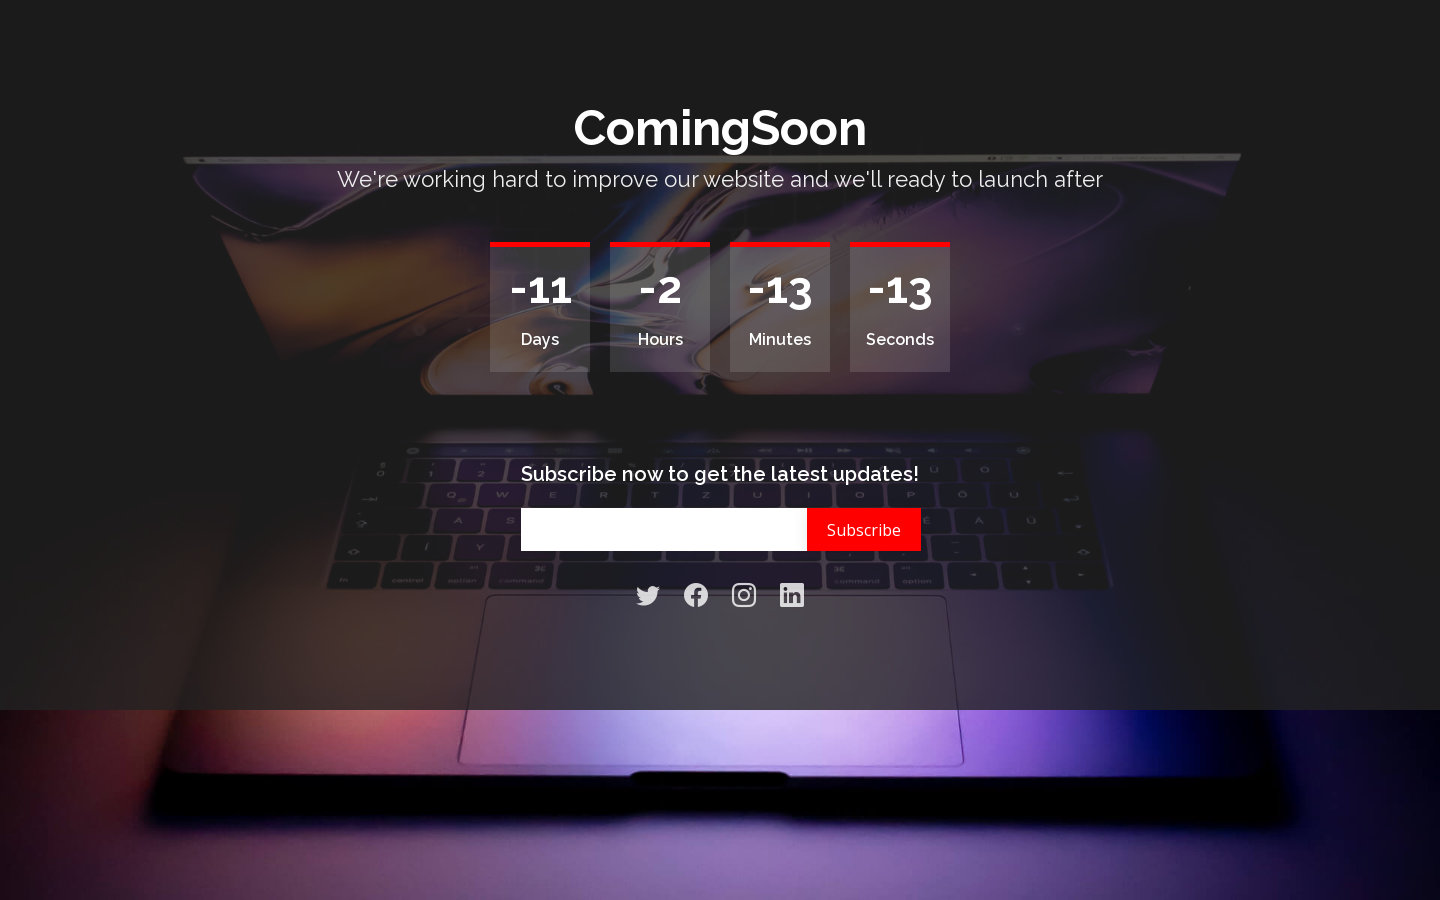 ComingSoon
We're working hard to improve our website and we'll ready to launch after
-11 -2 -13 -13
Days Hours Minutes Seconds
Subscribe now to get the latest updates!
Subscribe